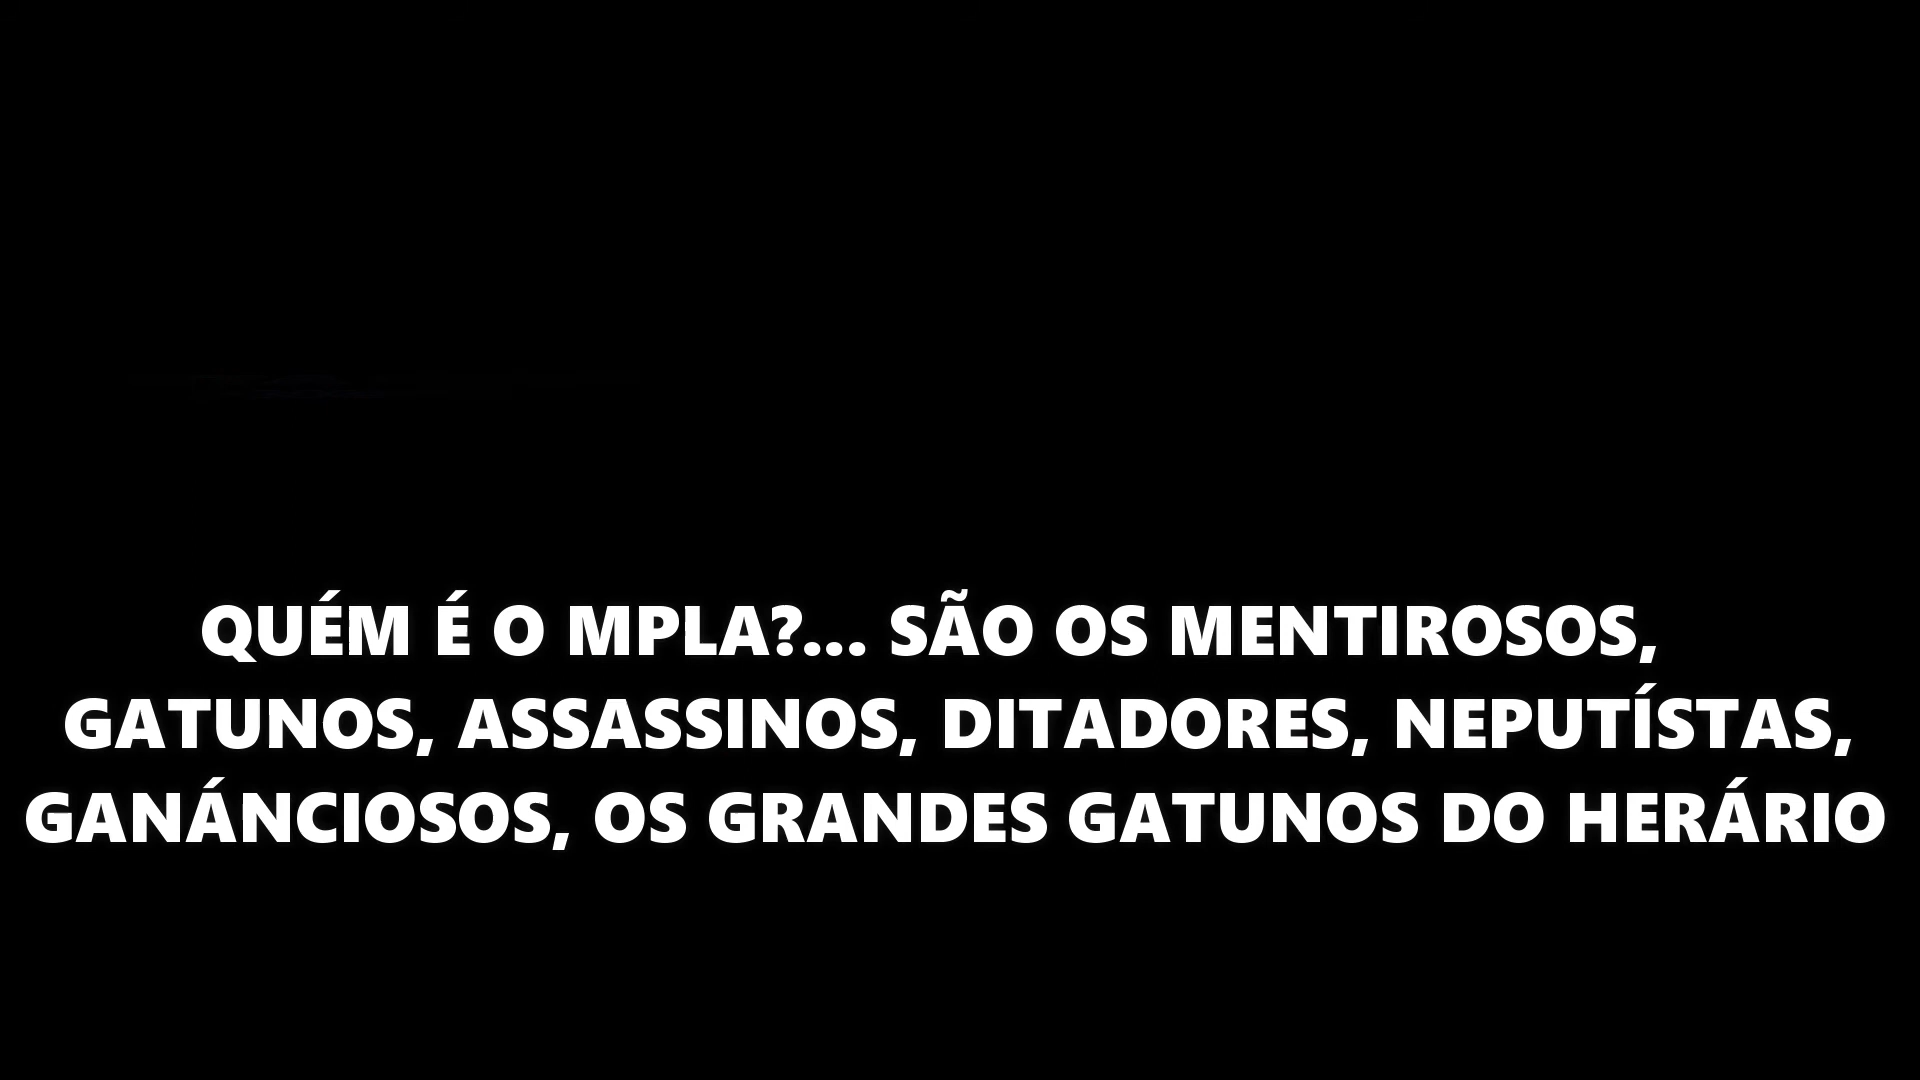 QUÉM É O MPLA?... SÃO OS MENTIROSOS,
GATUNOS, ASSASSINOS, DITADORES, NEPUTÍSTAS,
GANÁNCIOSOS, OS GRANDES GATUNOS DO HERÁRIO